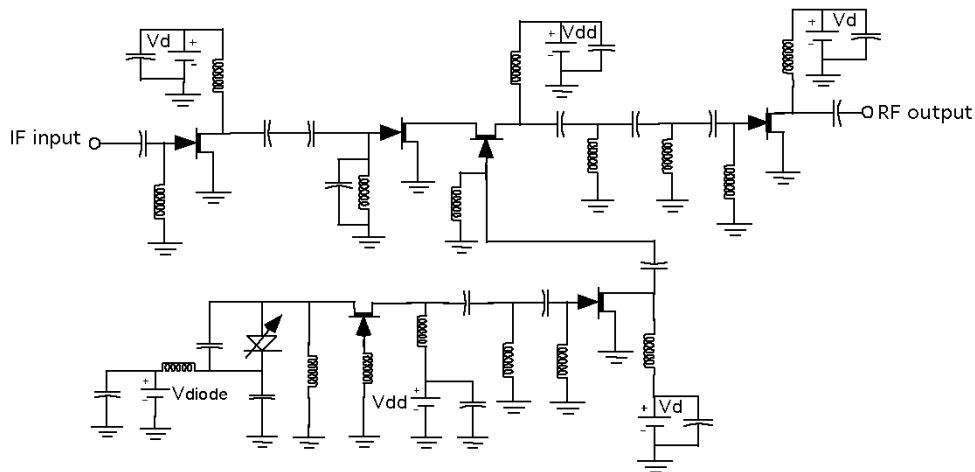 Vd
+
-
Vdd
+
-
Vd
+
-
IF input
RF output
+
-
Vdiode
Vdd
+
-
+
-
Vd